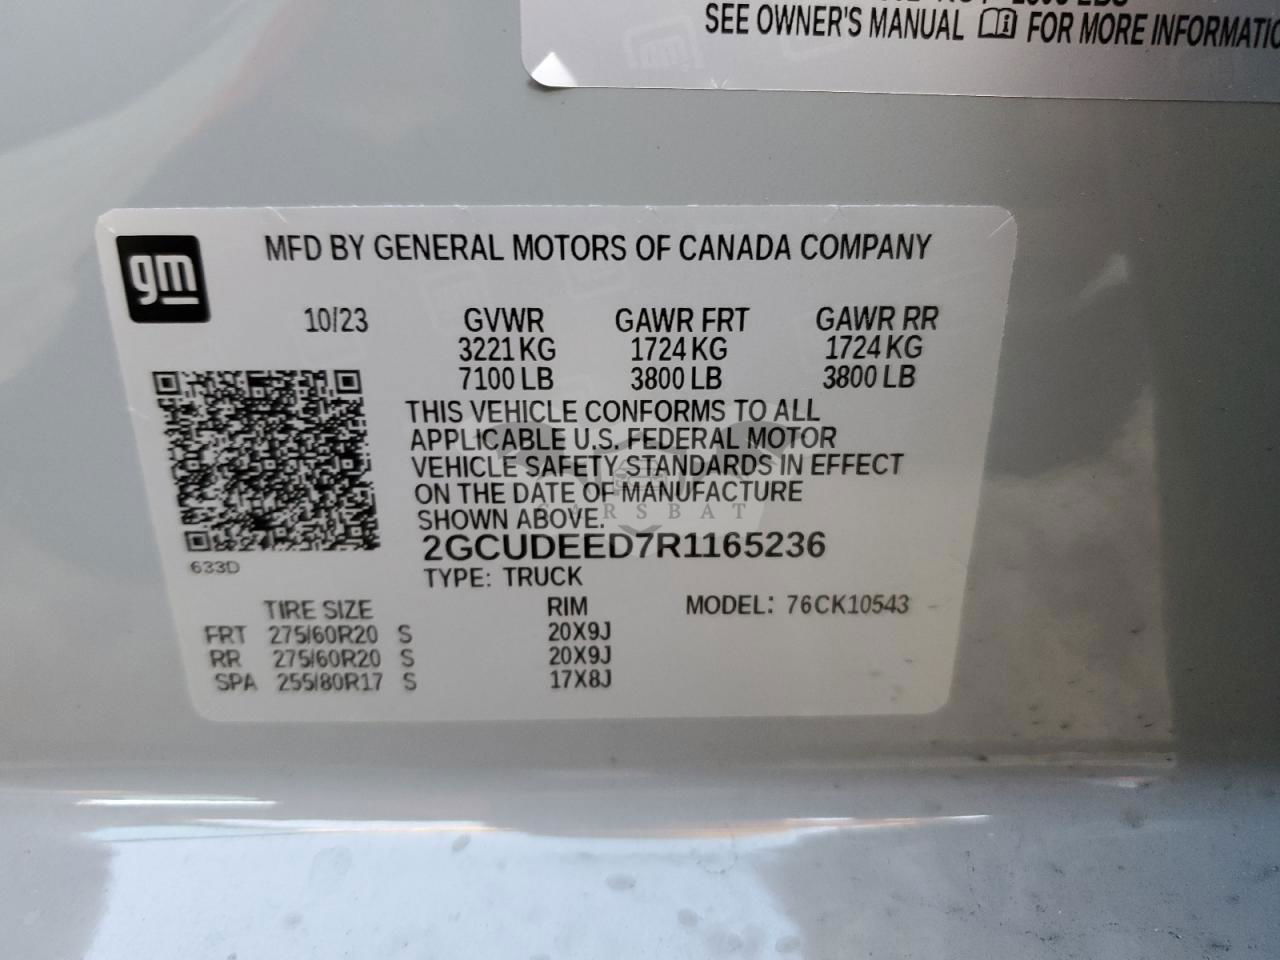 SEE OWNER'S MANUAL FOR MORE INFORMATIO
gm
MFD BY GENERAL MOTORS OF CANADA COMPANY
10/23 GVWR GAWR FRT GAWR RR
3221 KG 1724 KG 1724 KG
7100 LB 3800 LB 3800 LB
THIS VEHICLE CONFORMS TO ALL
APPLICABLE U.S. FEDERAL MOTOR
VEHICLE SAFETY STANDARDS IN EFFECT
ON THE DATE OF MANUFACTURE
SHOWN ABOVE.
CARSBAT
2GCUDEED7R1165236
633D
TYPE: TRUCK
TIRE SIZE RIM MODEL: 76CK10543
FRT 275/60R20 S 20X9J
RR 275/60R20 S 20X9J
SPA 255/80R17 S 17X8J